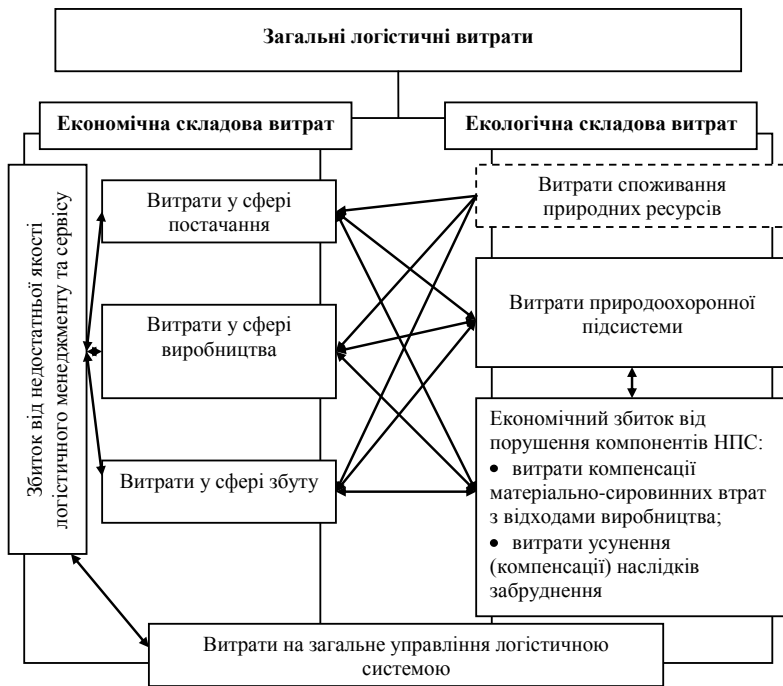 Загальні логістичні витрати
Економічна складова витрат
Екологічна складова витрат
Збиток від недостатньої якості
логістичного менеджменту та сервісу
Витрати у сфері
постачання
Витрати у сфері
виробництва
Витрати у сфері збуту
Витрати споживання
природних ресурсів
Витрати природоохоронної
підсистеми
Економічний збиток від
порушення компонентів НПС:
• витрати компенсації
матеріально-сировинних втрат
з відходами виробництва;
• витрати усунення
(компенсації) наслідків
забруднення
Витрати на загальне управління логістичною
системою